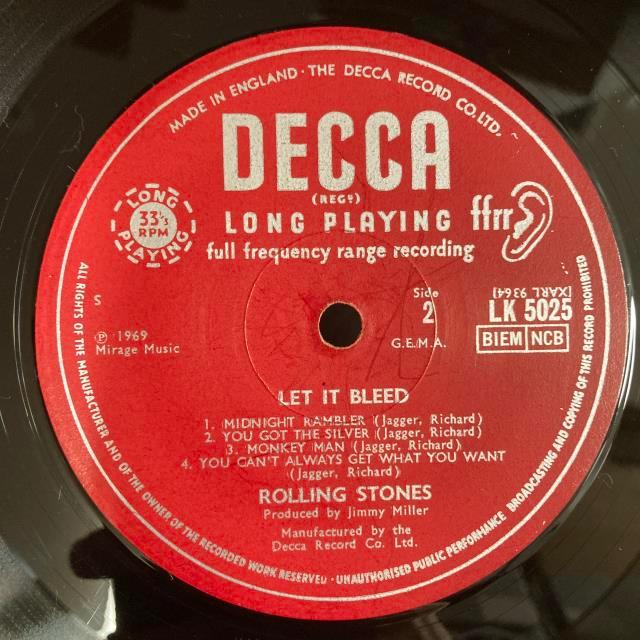 MADE IN ENGLAND · THE DECCA RECORD CO. LTD.
DECCA
(REGD)
LONG PLAYING
33⅓ RPM
LONG PLAYING
ffrr
full frequency range recording
S
℗ 1969
Mirage Music
Side
2
G.E.M.A.
(XARL 9364)
LK 5025
BIEM NCB
LET IT BLEED
1. MIDNIGHT RAMBLER (Jagger, Richard)
2. YOU GOT THE SILVER (Jagger, Richard)
3. MONKEY MAN (Jagger, Richard)
4. YOU CAN'T ALWAYS GET WHAT YOU WANT
(Jagger, Richard)
ROLLING STONES
Produced by Jimmy Miller
Manufactured by the
Decca Record Co. Ltd.
ALL RIGHTS OF THE MANUFACTURER AND OF THE OWNER OF THE RECORDED WORK RESERVED · UNAUTHORISED PUBLIC PERFORMANCE BROADCASTING AND COPYING OF THIS RECORD PROHIBITED